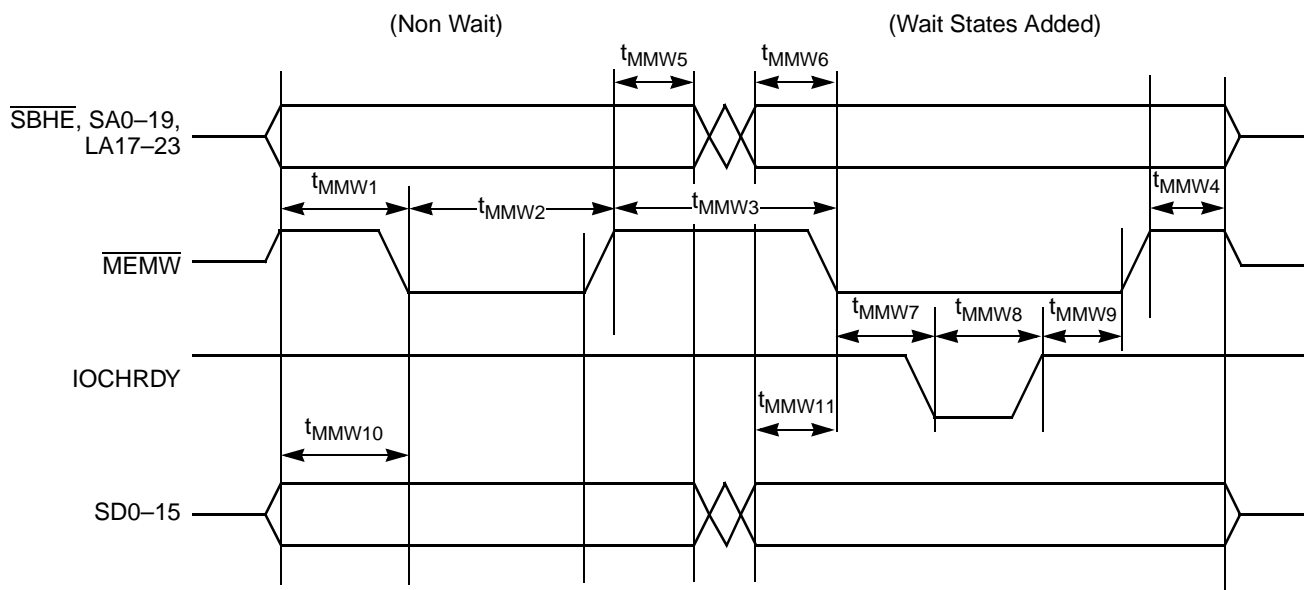 (Non Wait)
(Wait States Added)
tMMW5
tMMW6
SBHE, SA0–19,
LA17–23
tMMW1
tMMW2
tMMW3
tMMW4
MEMW
tMMW7
tMMW8
tMMW9
IOCHRDY
tMMW11
tMMW10
SD0–15